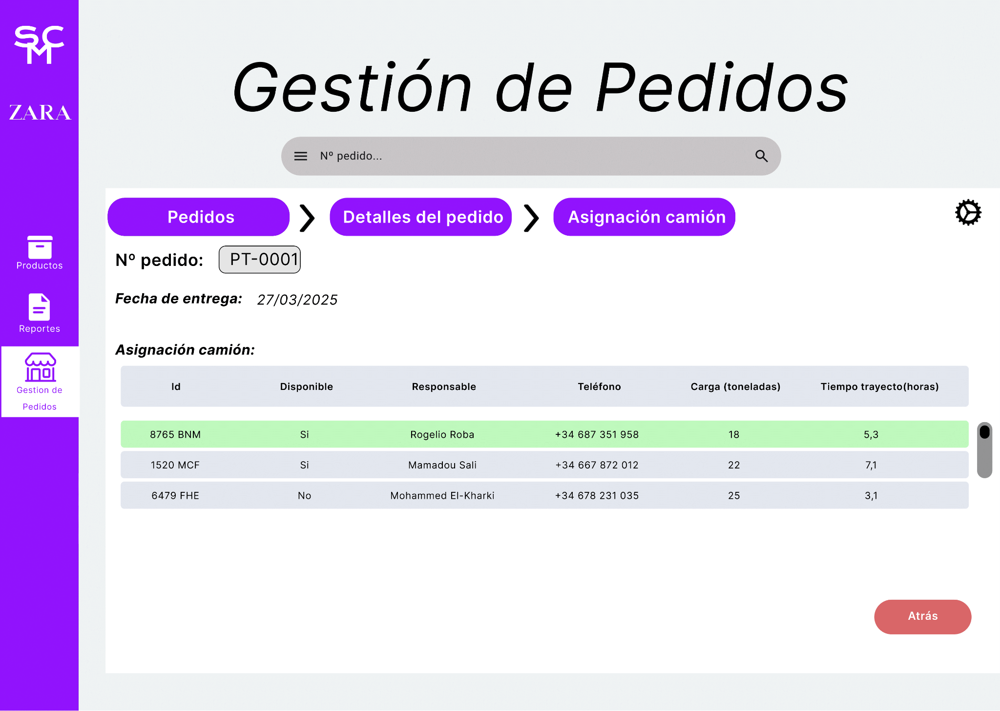 SCM
ZARA
Productos
Reportes
Gestion de
Pedidos
Gestión de Pedidos
Nº pedido...
Pedidos
Detalles del pedido
Asignación camión
Nº pedido: PT-0001
Fecha de entrega: 27/03/2025
Asignación camión:
Id Disponible Responsable Teléfono Carga (toneladas) Tiempo trayecto(horas)
8765 BNM Si Rogelio Roba +34 687 351 958 18 5,3
1520 MCF Si Mamadou Sali +34 667 872 012 22 7,1
6479 FHE No Mohammed El-Kharki +34 678 231 035 25 3,1
Atrás